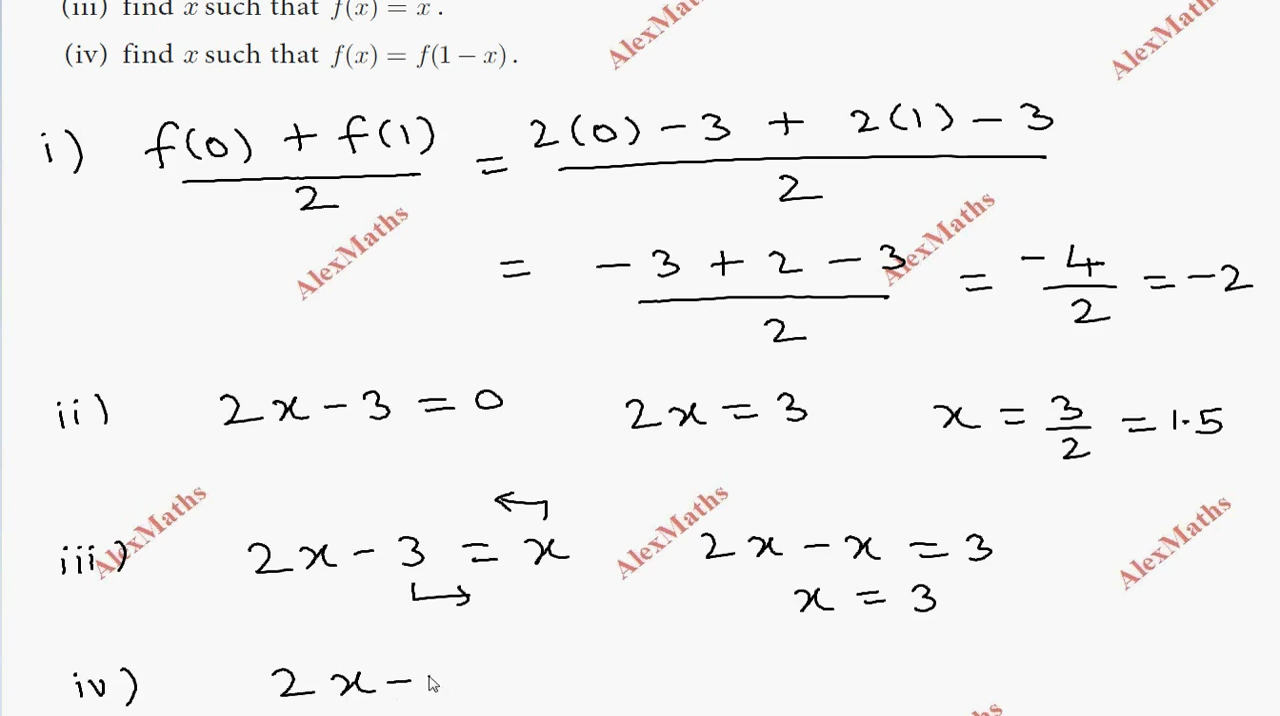 (iii) find x such that f(x) = x .
(iv) find x such that f(x) = f(1 − x) .
AlexMaths
AlexMaths
i) f(0) + f(1) / 2 = 2(0) − 3 + 2(1) − 3 / 2
AlexMaths
AlexMaths
= −3 + 2 − 3 / 2 = −4 / 2 = −2
ii) 2x − 3 = 0 2x = 3 x = 3/2 = 1.5
AlexMaths
AlexMaths
AlexMaths
iii) 2x − 3 = x 2x − x = 3
x = 3
iv) 2x −